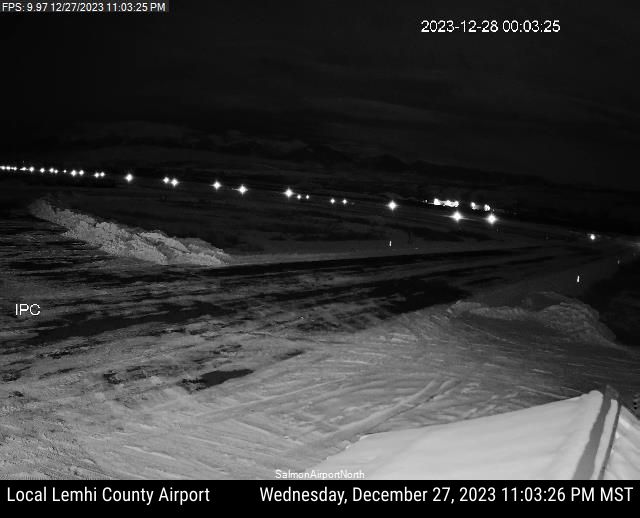 FPS: 9.97 12/27/2023 11:03:25 PM
2023-12-28 00:03:25
IPC
SalmonAirportNorth
Local Lemhi County Airport Wednesday, December 27, 2023 11:03:26 PM MST